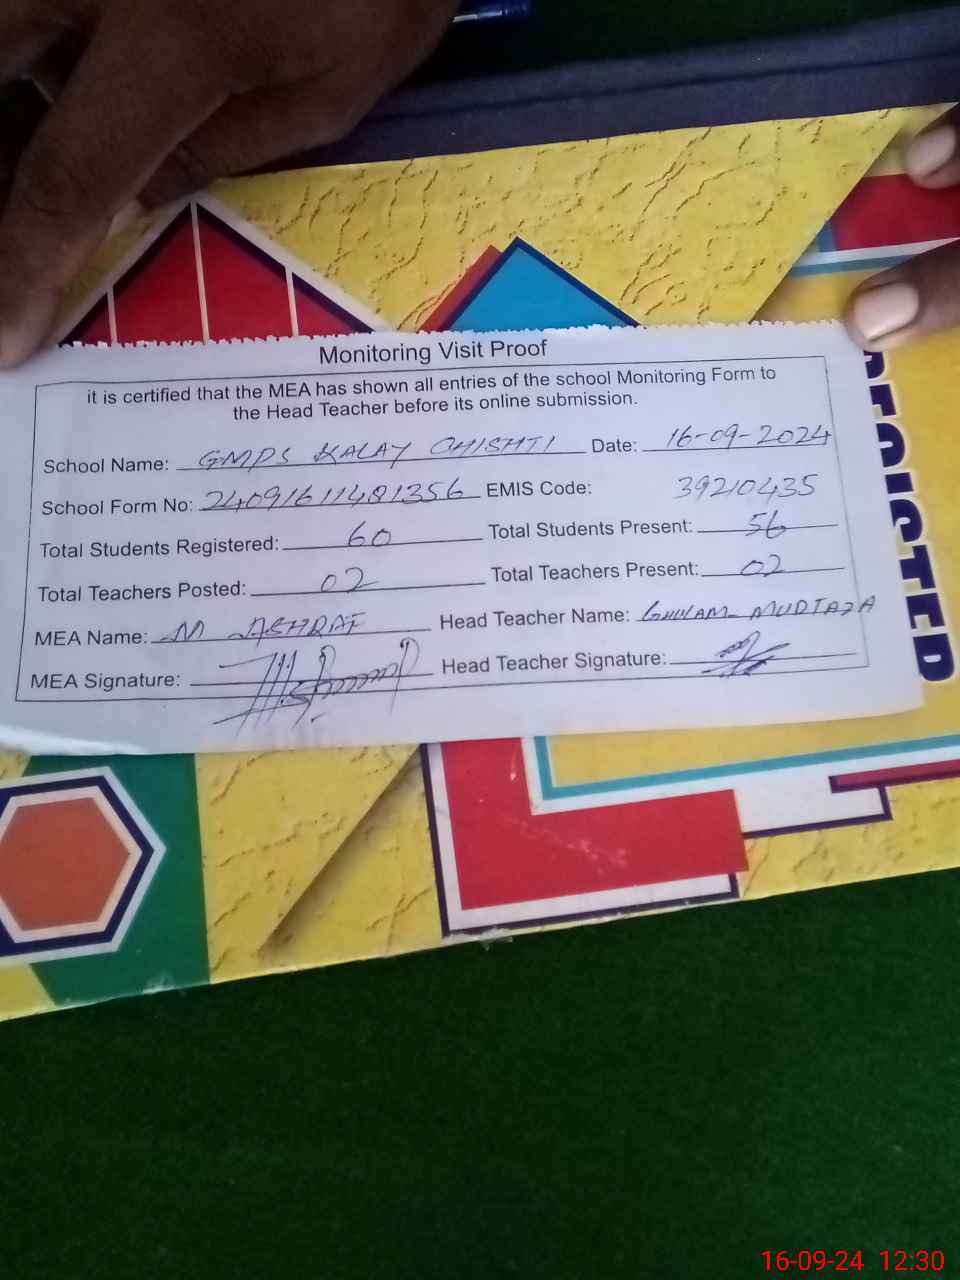 Monitoring Visit Proof
it is certified that the MEA has shown all entries of the school Monitoring Form to
the Head Teacher before its online submission.
School Name: GMPS KALAY CHISHTI Date: 16-09-2024
School Form No: 24091611481356 EMIS Code: 39210435
Total Students Registered: 60 Total Students Present: 56
Total Teachers Posted: 02 Total Teachers Present: 02
MEA Name: M ASHRAF Head Teacher Name: GHULAM MURTAZA
MEA Signature: Head Teacher Signature:
REGISTER
16-09-24 12:30